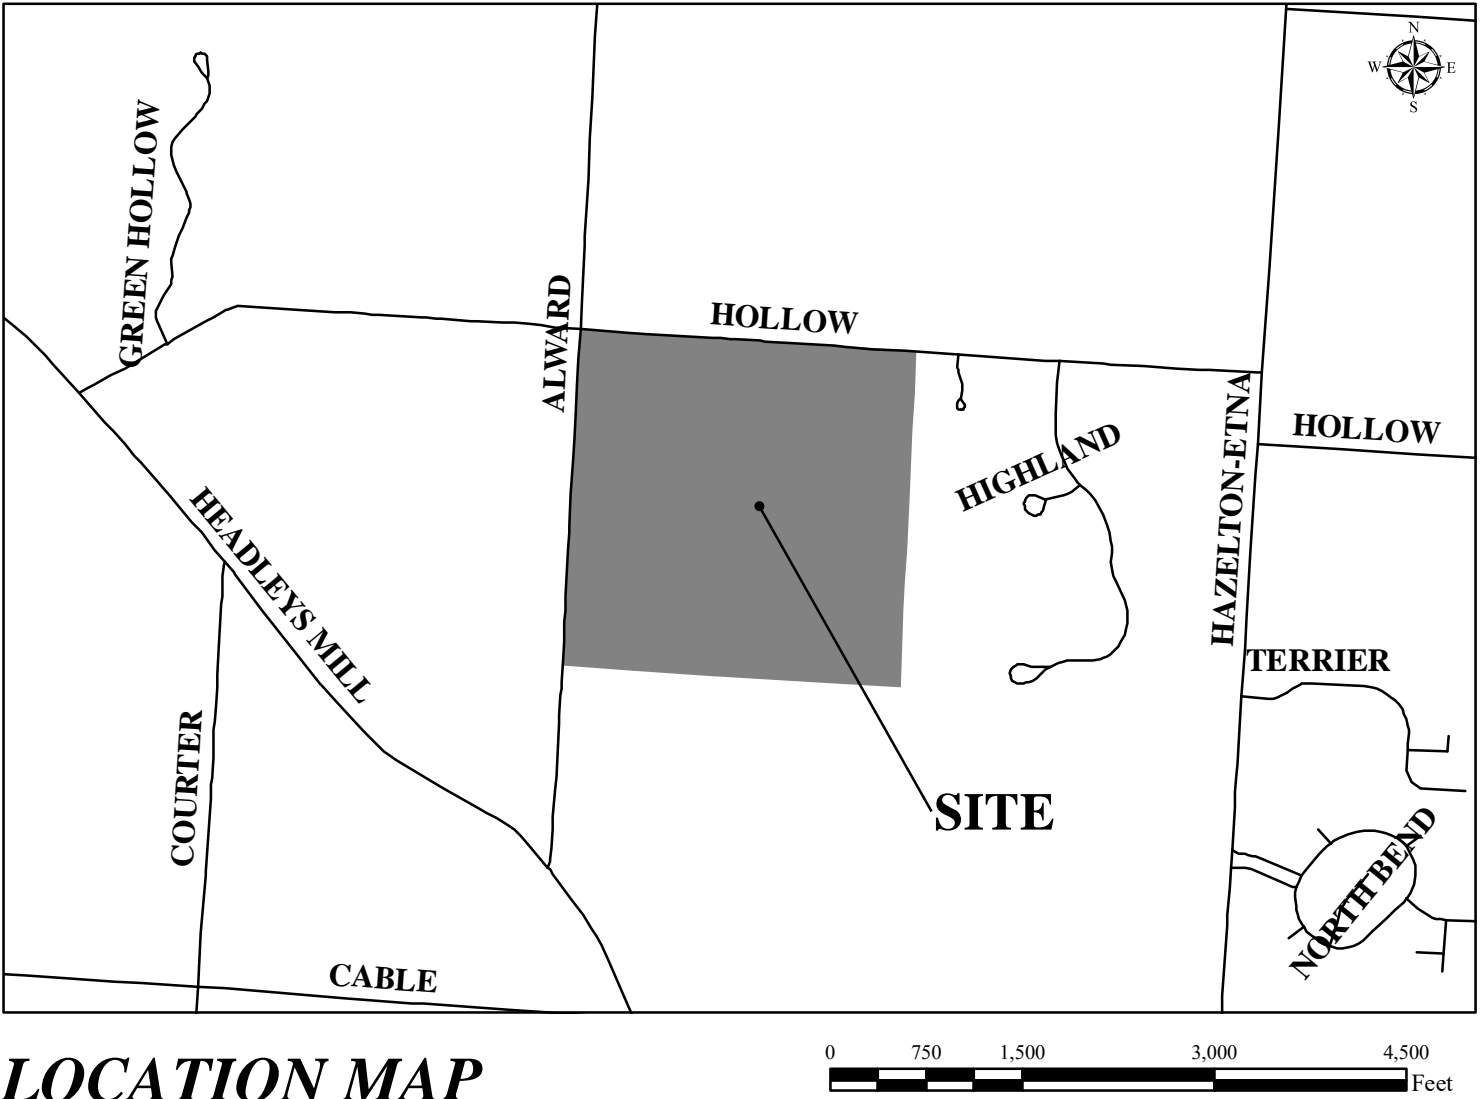 N
W
E
S
GREEN HOLLOW
ALWARD
HOLLOW
HAZELTON-ETNA
HOLLOW
HIGHLAND
HEADLEYS MILL
TERRIER
COURTER
SITE
NORTH BEND
CABLE
LOCATION MAP
0 750 1,500 3,000 4,500
Feet